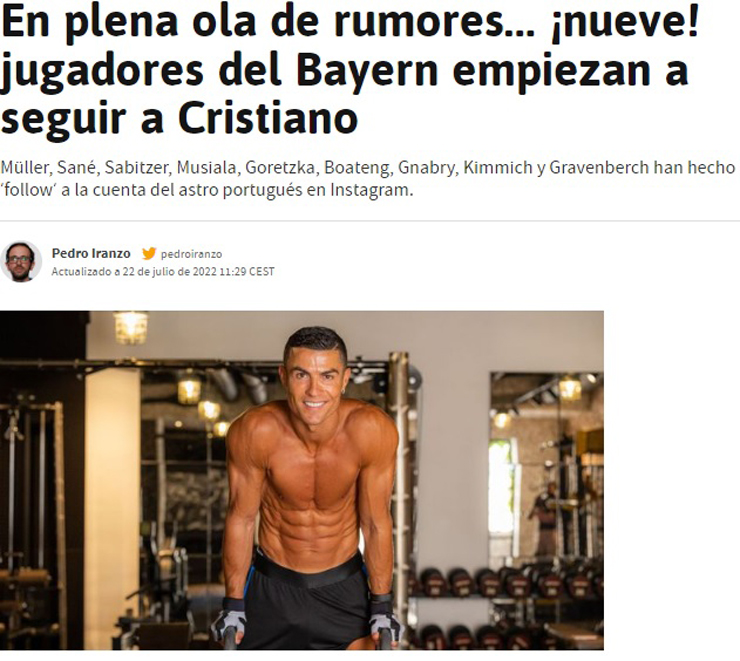 En plena ola de rumores... ¡nueve!
jugadores del Bayern empiezan a
seguir a Cristiano
Müller, Sané, Sabitzer, Musiala, Goretzka, Boateng, Gnabry, Kimmich y Gravenberch han hecho
'follow' a la cuenta del astro portugués en Instagram.
Pedro Iranzo pedroiranzo
Actualizado a 22 de julio de 2022 11:29 CEST